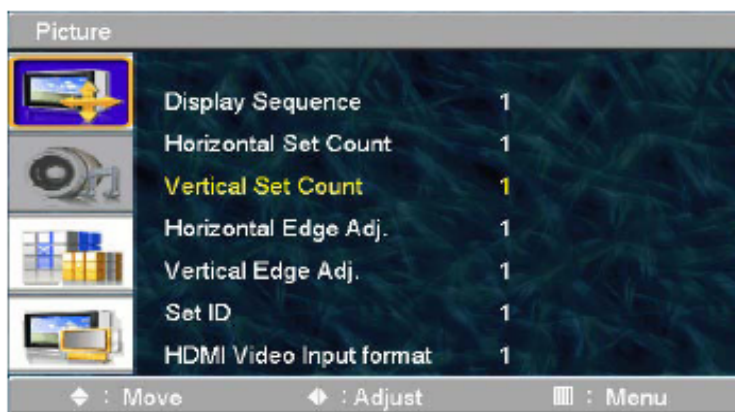 Picture
Display Sequence 1
Horizontal Set Count 1
Vertical Set Count 1
Horizontal Edge Adj. 1
Vertical Edge Adj. 1
Set ID 1
HDMI Video Input format 1
: Move : Adjust : Menu